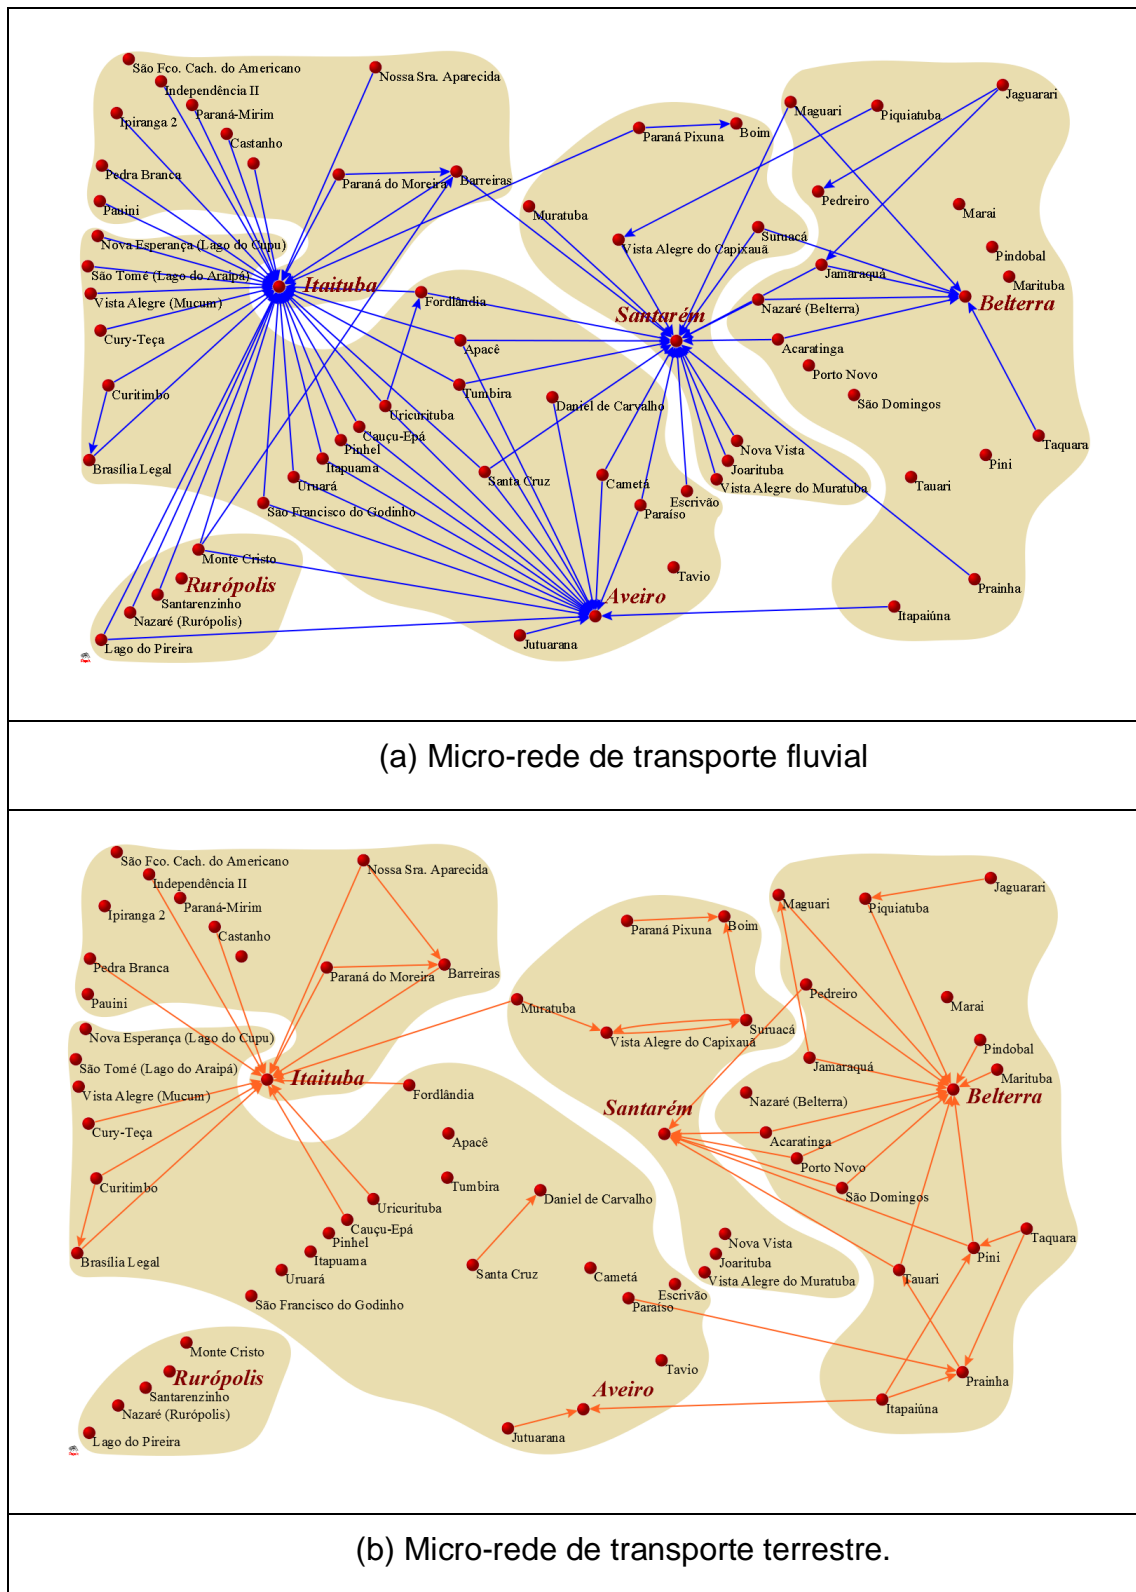 São Fco. Cach. do Americano
Nossa Sra. Aparecida
Independência II
Paraná-Mirim
Ipiranga 2
Castanho
Pedra Branca
Paraná do Moreira
Barreiras
Pauini
Nova Esperança (Lago do Cupu)
São Tomé (Lago do Araipá)
Itaituba
Vista Alegre (Mucum)
Fordlândia
Cury-Teça
Apacê
Curitimbo
Tumbira
Uricurituba
Cauçu-Epá
Pinhel
Itapuama
Brasília Legal
Uruará
Santa Cruz
São Francisco do Godinho
Daniel de Carvalho
Cametá
Escrivão
Paraíso
Tavio
Aveiro
Jutuarana
Monte Cristo
Rurópolis
Santarenzinho
Nazaré (Rurópolis)
Lago do Pireira
Paraná Pixuna
Boim
Muratuba
Vista Alegre do Capixauã
Suruacá
Santarém
Nova Vista
Joarituba
Vista Alegre do Muratuba
Maguari
Piquiatuba
Jaguarari
Pedreiro
Marai
Pindobal
Jamaraquá
Marituba
Nazaré (Belterra)
Belterra
Acaratinga
Porto Novo
São Domingos
Taquara
Pini
Tauari
Prainha
Itapaiúna
(a) Micro-rede de transporte fluvial
São Fco. Cach. do Americano
Nossa Sra. Aparecida
Independência II
Paraná-Mirim
Ipiranga 2
Castanho
Pedra Branca
Paraná do Moreira
Barreiras
Pauini
Nova Esperança (Lago do Cupu)
São Tomé (Lago do Araipá)
Itaituba
Vista Alegre (Mucum)
Fordlândia
Cury-Teça
Apacê
Curitimbo
Tumbira
Uricurituba
Cauçu-Epá
Pinhel
Itapuama
Brasília Legal
Uruará
Santa Cruz
São Francisco do Godinho
Daniel de Carvalho
Cametá
Escrivão
Paraíso
Tavio
Aveiro
Jutuarana
Monte Cristo
Rurópolis
Santarenzinho
Nazaré (Rurópolis)
Lago do Pireira
Paraná Pixuna
Boim
Muratuba
Vista Alegre do Capixauã
Suruacá
Santarém
Nova Vista
Joarituba
Vista Alegre do Muratuba
Maguari
Piquiatuba
Jaguarari
Pedreiro
Marai
Pindobal
Jamaraquá
Marituba
Nazaré (Belterra)
Belterra
Acaratinga
Porto Novo
São Domingos
Taquara
Pini
Tauari
Prainha
Itapaiúna
(b) Micro-rede de transporte terrestre.